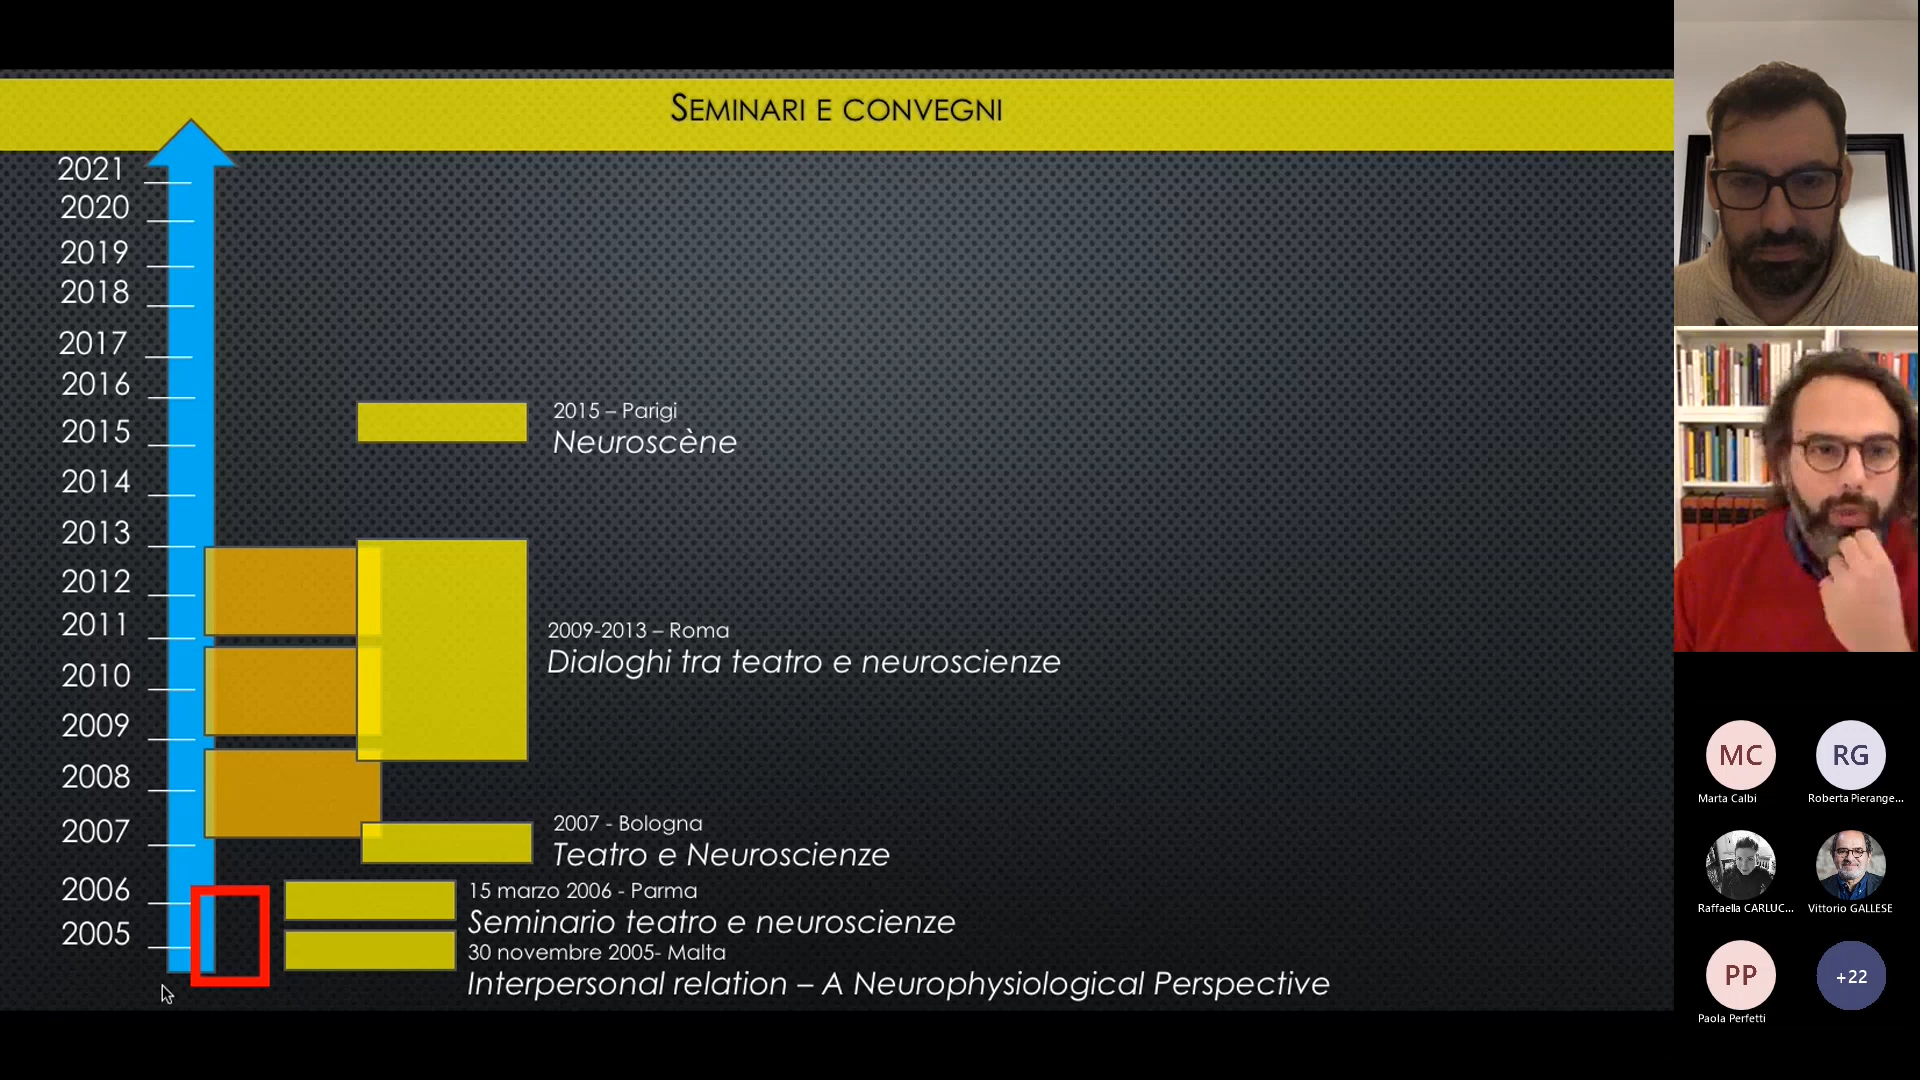 SEMINARI E CONVEGNI
2021
2020
2019
2018
2017
2016
2015
2014
2013
2012
2011
2010
2009
2008
2007
2006
2005
2015 – Parigi
Neuroscène
2009-2013 – Roma
Dialoghi tra teatro e neuroscienze
2007 - Bologna
Teatro e Neuroscienze
15 marzo 2006 - Parma
Seminario teatro e neuroscienze
30 novembre 2005- Malta
Interpersonal relation – A Neurophysiological Perspective
MC
Marta Calbi
RG
Roberta Pierange...
Raffaella CARLUC...
Vittorio GALLESE
PP
Paola Perfetti
+22